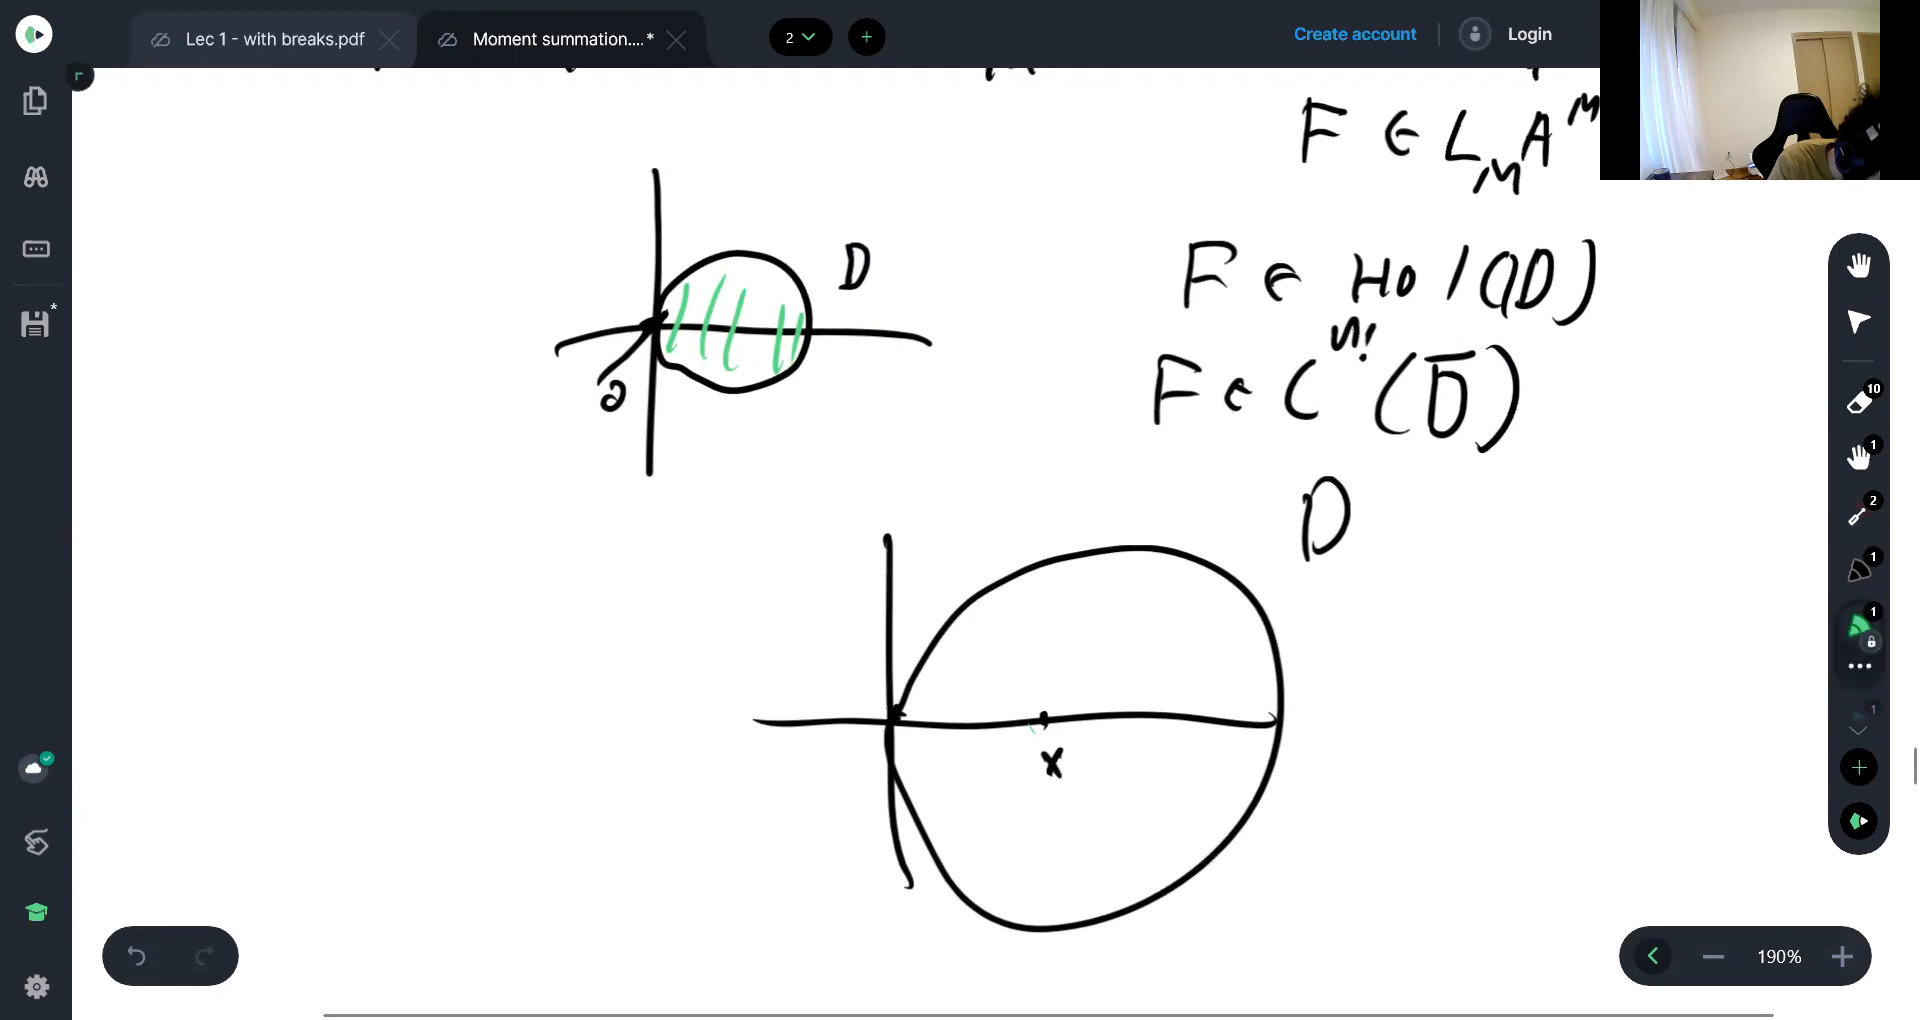 Lec 1 - with breaks.pdf
Moment summation....*
2
Create account
Login
F ∈ L_M A^M
D
F ∈ Hol(D)
F ∈ C^{n!}(D̄)
0
D
x
10
1
2
1
1
1
190%